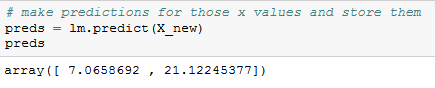 # make predictions for those x values and store them
preds = lm.predict(X_new)
preds
array([ 7.0658692 , 21.12245377])